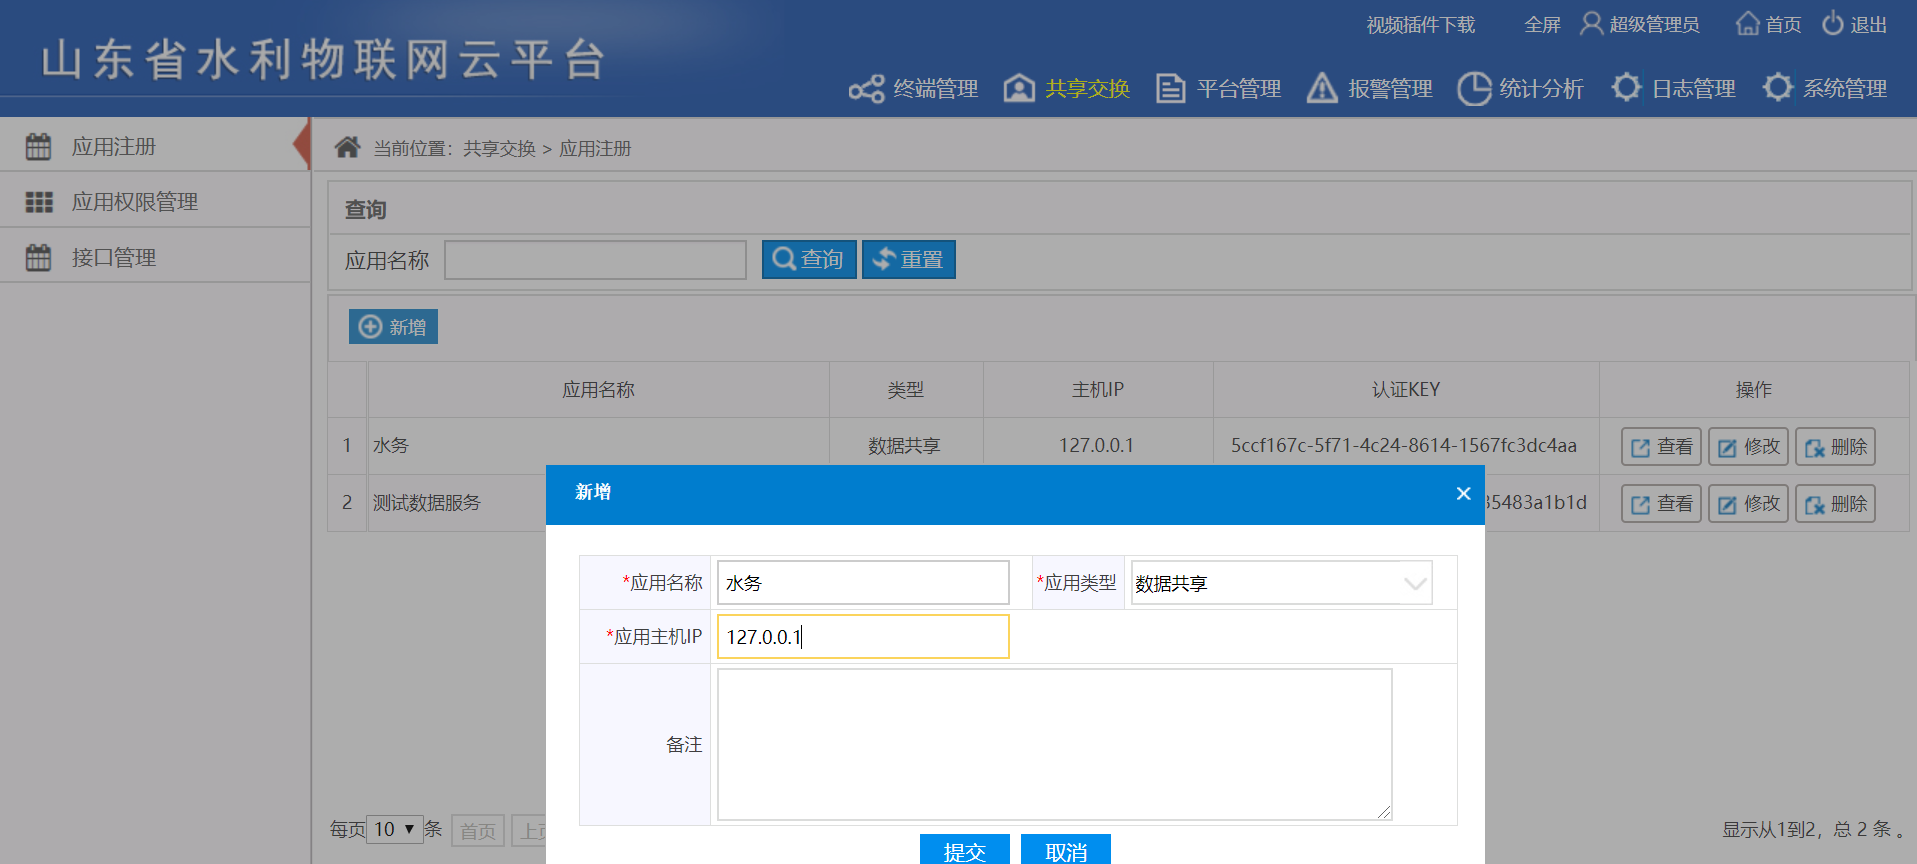 视频插件下载 全屏 超级管理员 首页 退出
山东省水利物联网云平台
终端管理 共享交换 平台管理 报警管理 统计分析 日志管理 系统管理
应用注册
应用权限管理
接口管理
当前位置：共享交换 > 应用注册
查询
应用名称 查询 重置
新增
应用名称 类型 主机IP 认证KEY 操作
1 水务 数据共享 127.0.0.1 5ccf167c-5f71-4c24-8614-1567fc3dc4aa 查看 修改 删除
2 测试数据服务 35483a1b1d 查看 修改 删除
新增
*应用名称 水务 *应用类型 数据共享
*应用主机IP 127.0.0.1
备注
提交 取消
每页 10 条 首页 上
显示从1到2，总 2 条 。